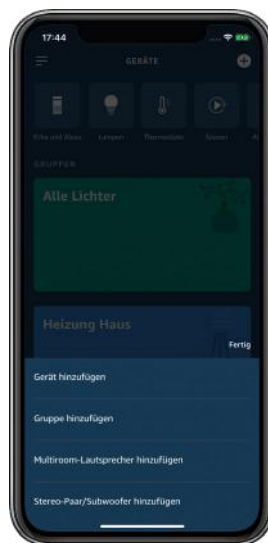 17:44
GERÄTE
Echo und Alexa Lampen Thermostate Szenen
GRUPPEN
Alle Lichter
Heizung Haus
Fertig
Gerät hinzufügen
Gruppe hinzufügen
Multiroom-Lautsprecher hinzufügen
Stereo-Paar/Subwoofer hinzufügen